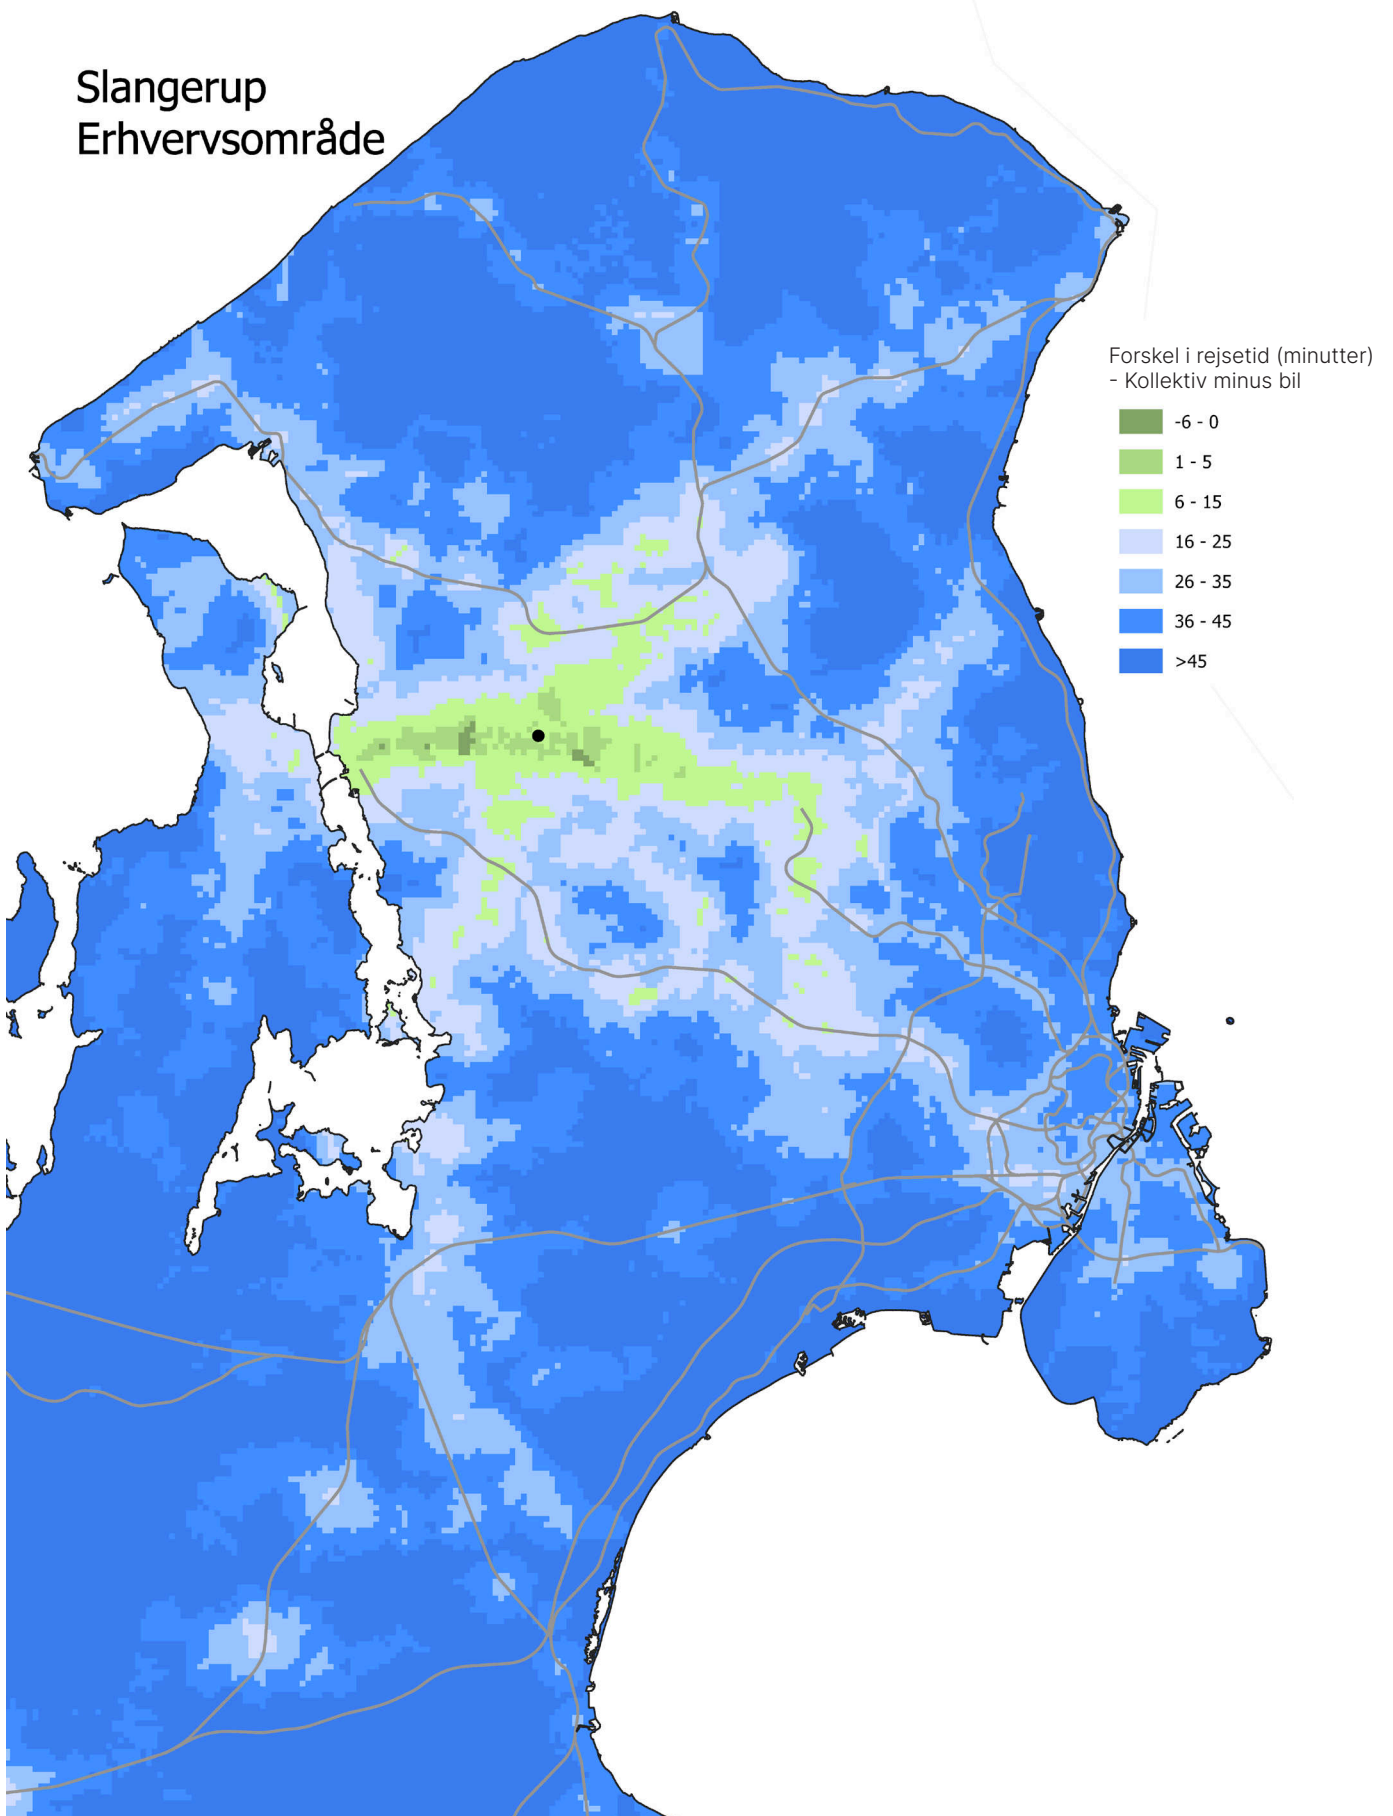 Slangerup
Erhvervsområde
Forskel i rejsetid (minutter)
- Kollektiv minus bil
-6 - 0
1 - 5
6 - 15
16 - 25
26 - 35
36 - 45
>45